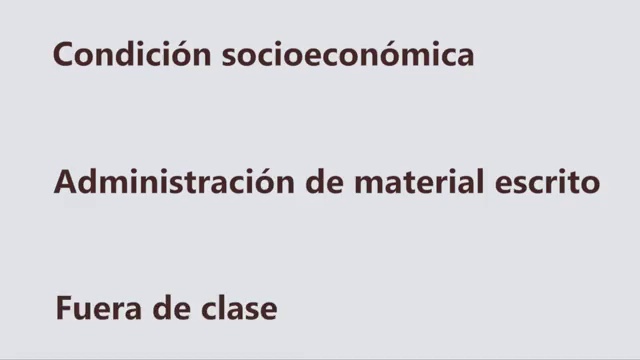 Condición socioeconómica
Administración de material escrito
Fuera de clase